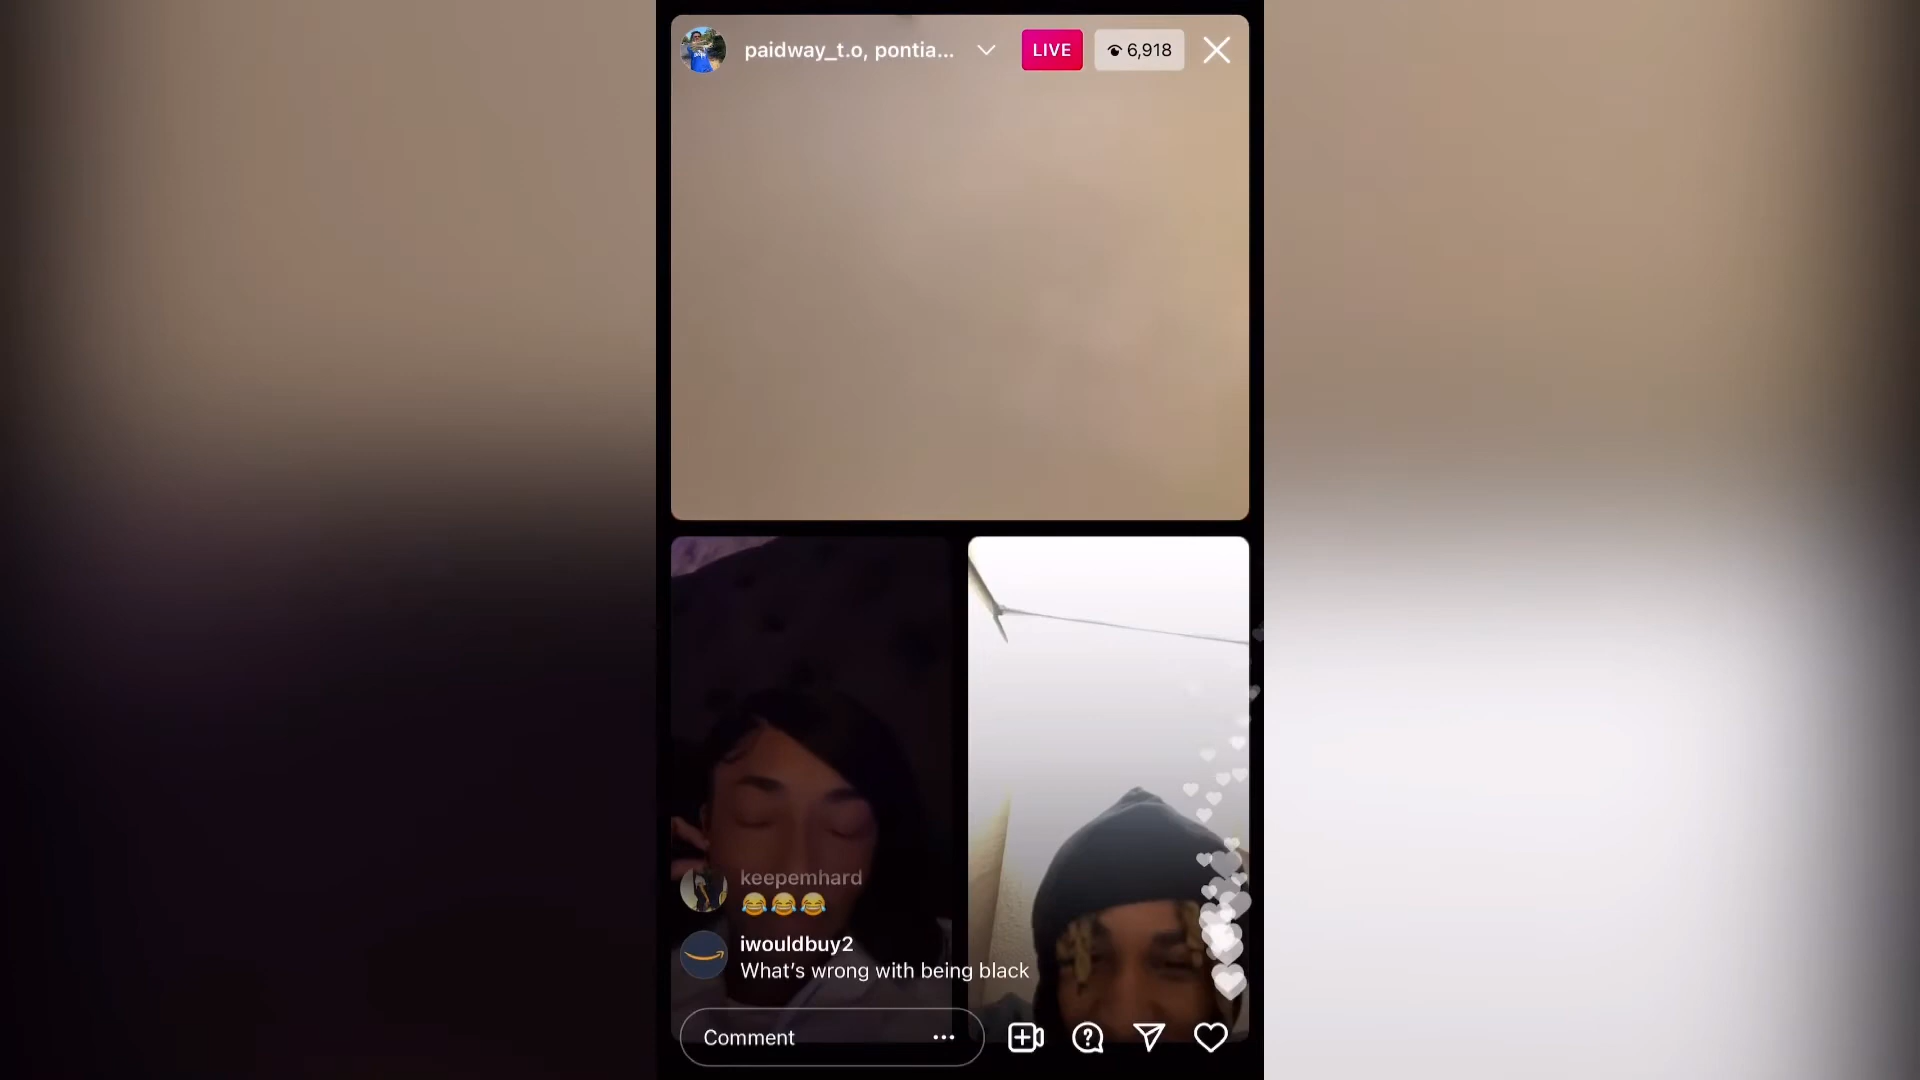 paidway_t.o, pontia...
LIVE
6,918
keepemhard
😂😂😂
iwouldbuy2
What's wrong with being black
Comment